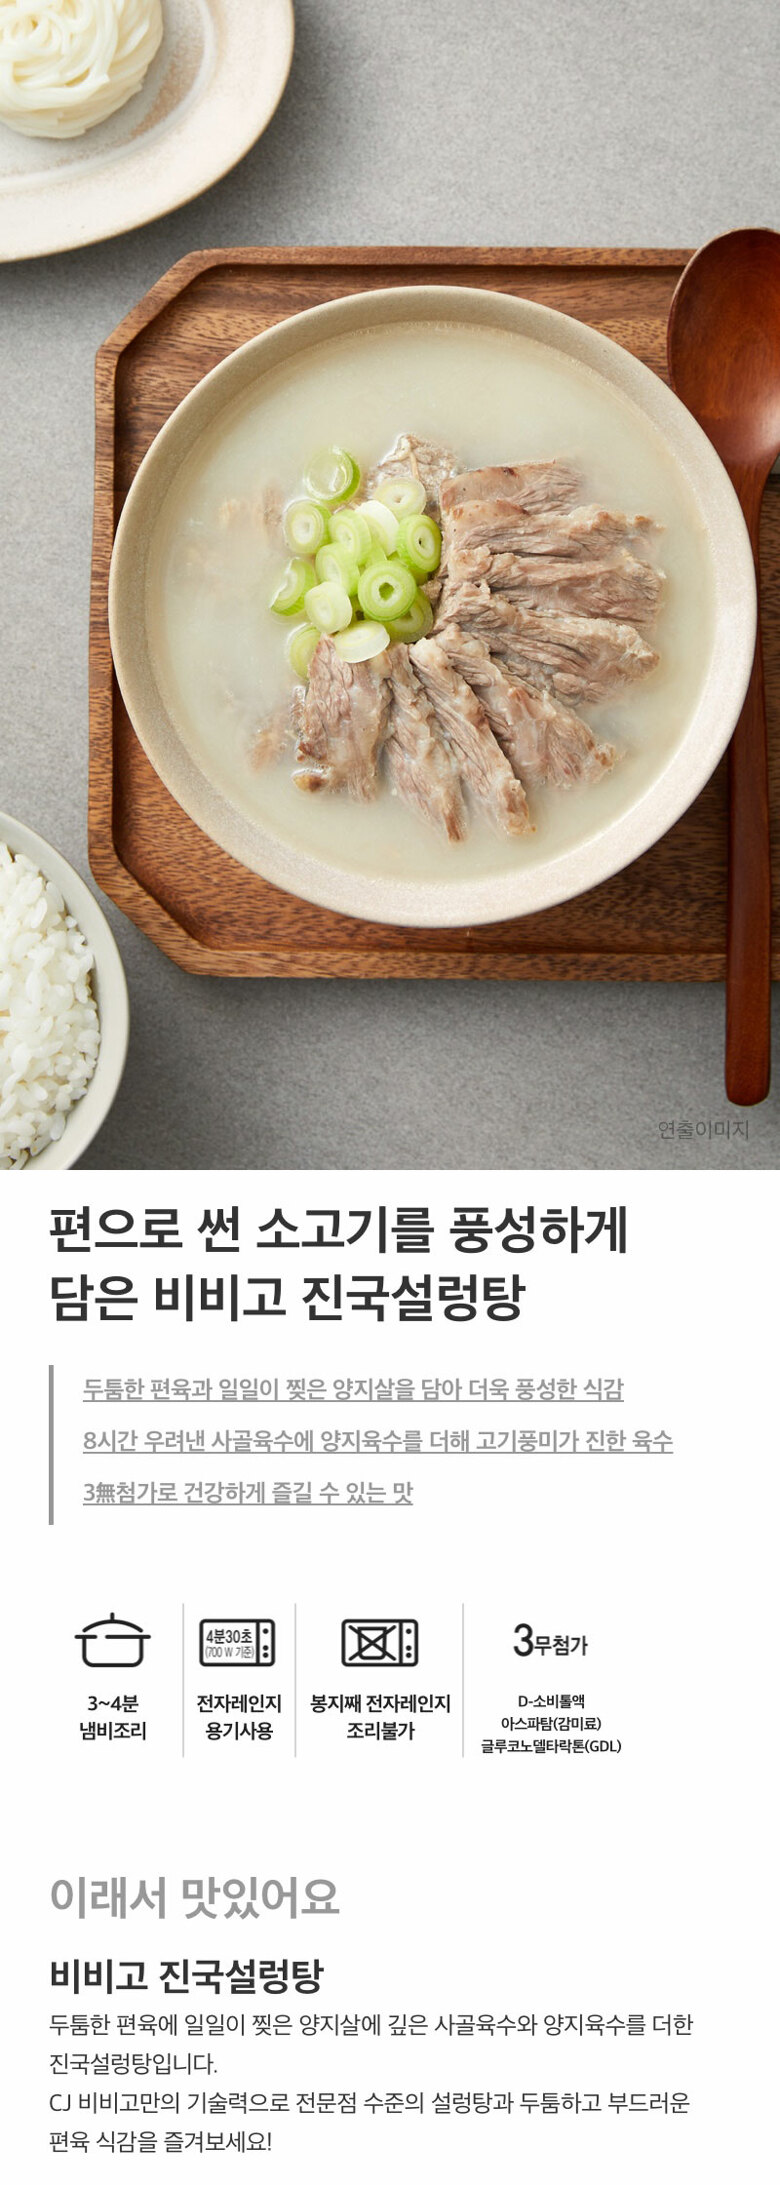 연출이미지
편으로 썬 소고기를 풍성하게
담은 비비고 진국설렁탕
두툼한 편육과 일일이 찢은 양지살을 담아 더욱 풍성한 식감
8시간 우려낸 사골육수에 양지육수를 더해 고기풍미가 진한 육수
3無첨가로 건강하게 즐길 수 있는 맛
3~4분
냄비조리
4분30초
(700 W 기준)
전자레인지
용기사용
봉지째 전자레인지
조리불가
3무첨가
D-소비톨액
아스파탐(감미료)
글루코노델타락톤(GDL)
이래서 맛있어요
비비고 진국설렁탕
두툼한 편육에 일일이 찢은 양지살에 깊은 사골육수와 양지육수를 더한
진국설렁탕입니다.
CJ 비비고만의 기술력으로 전문점 수준의 설렁탕과 두툼하고 부드러운
편육 식감을 즐겨보세요!